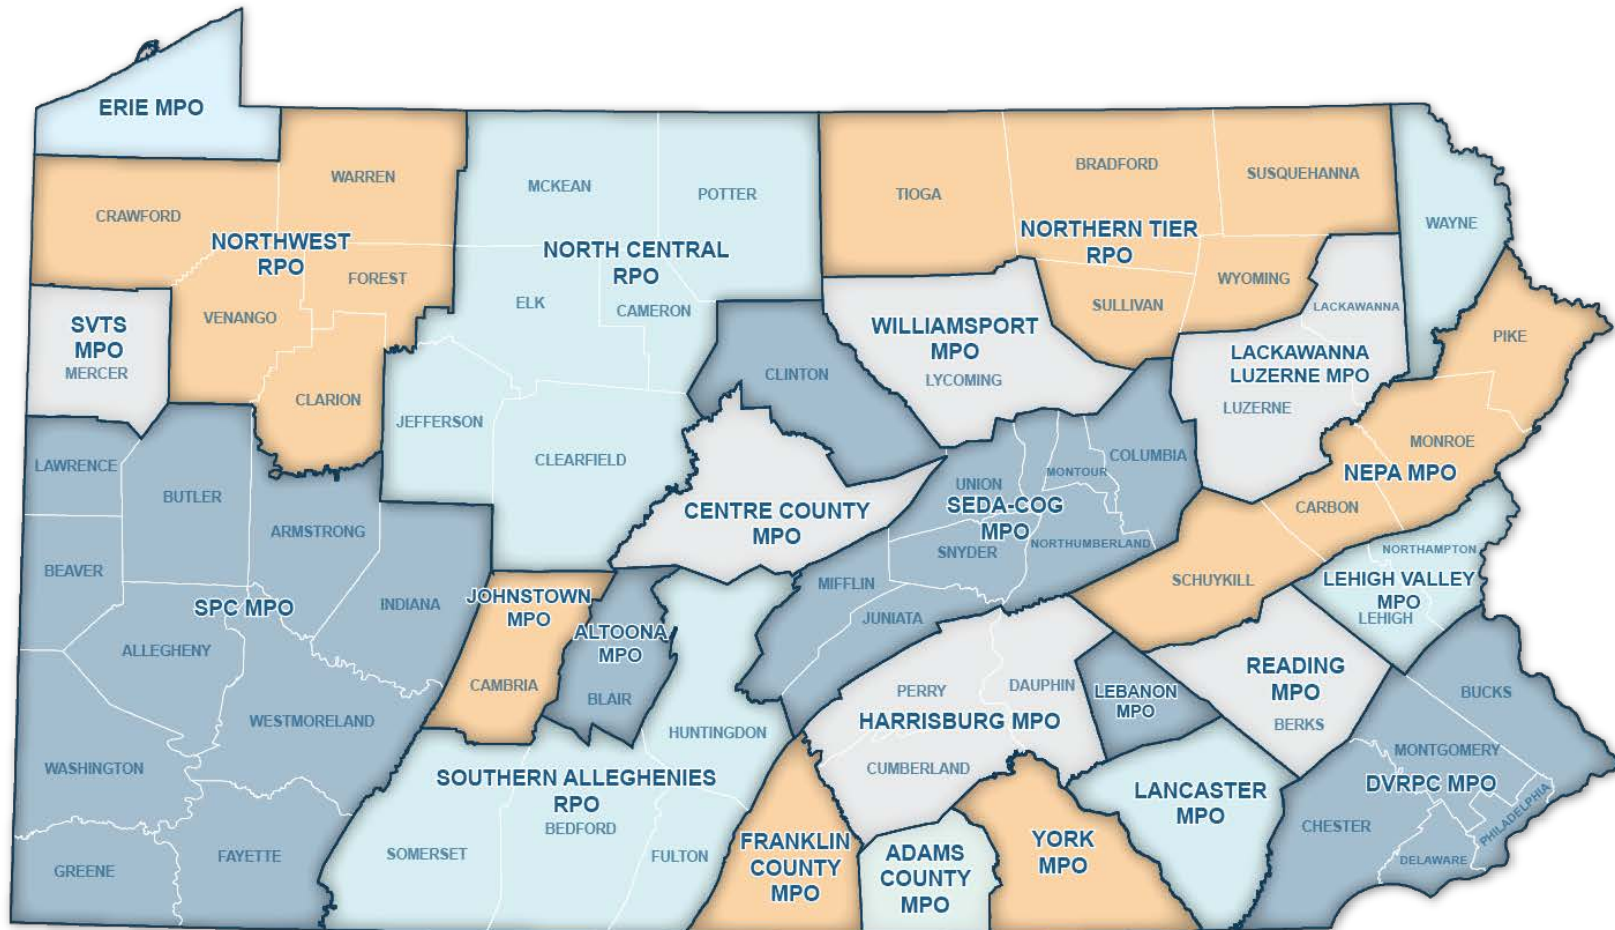 ERIE MPO
WARREN
CRAWFORD
NORTHWEST
RPO
FOREST
VENANGO
CLARION
SVTS
MPO
MERCER
MCKEAN
POTTER
NORTH CENTRAL
RPO
ELK
CAMERON
JEFFERSON
CLEARFIELD
TIOGA
BRADFORD
SUSQUEHANNA
NORTHERN TIER
RPO
WYOMING
SULLIVAN
WAYNE
PIKE
WILLIAMSPORT
MPO
LYCOMING
CLINTON
LACKAWANNA
LACKAWANNA
LUZERNE MPO
LUZERNE
MONROE
NEPA MPO
CARBON
SCHUYKILL
CENTRE COUNTY
MPO
COLUMBIA
MONTOUR
UNION
SEDA-COG
MPO
SNYDER
NORTHUMBERLAND
MIFFLIN
JUNIATA
LAWRENCE
BUTLER
ARMSTRONG
BEAVER
INDIANA
SPC MPO
ALLEGHENY
WESTMORELAND
WASHINGTON
GREENE
FAYETTE
JOHNSTOWN
MPO
CAMBRIA
ALTOONA
MPO
BLAIR
HUNTINGDON
SOUTHERN ALLEGHENIES
RPO
BEDFORD
SOMERSET
FULTON
PERRY
DAUPHIN
HARRISBURG MPO
CUMBERLAND
LEBANON
MPO
NORTHAMPTON
LEHIGH VALLEY
MPO
LEHIGH
READING
MPO
BERKS
BUCKS
MONTGOMERY
DVRPC MPO
PHILADELPHIA
CHESTER
DELAWARE
LANCASTER
MPO
FRANKLIN
COUNTY
MPO
ADAMS
COUNTY
MPO
YORK
MPO